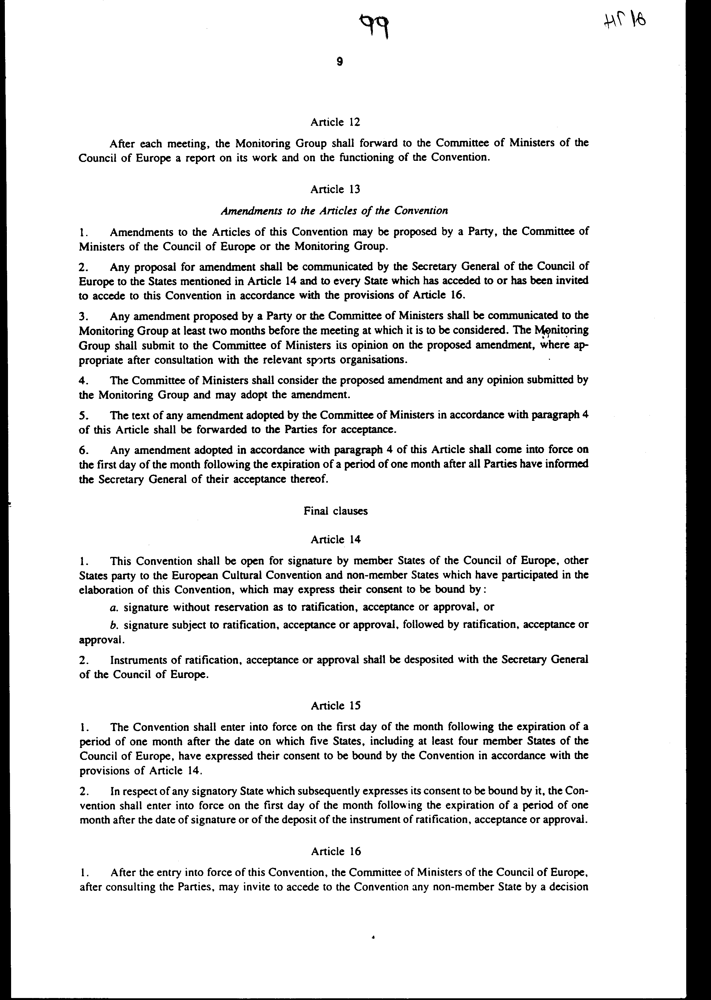 99
9
Article 12
After each meeting, the Monitoring Group shall forward to the Committee of Ministers of the
Council of Europe a report on its work and on the functioning of the Convention.
Article 13
Amendments to the Articles of the Convention
1. Amendments to the Articles of this Convention may be proposed by a Party, the Committee of
Ministers of the Council of Europe or the Monitoring Group.
2. Any proposal for amendment shall be communicated by the Secretary General of the Council of
Europe to the States mentioned in Article 14 and to every State which has acceded to or has been invited
to accede to this Convention in accordance with the provisions of Article 16.
3. Any amendment proposed by a Party or the Committee of Ministers shall be communicated to the
Monitoring Group at least two months before the meeting at which it is to be considered. The Monitoring
Group shall submit to the Committee of Ministers its opinion on the proposed amendment, where ap-
propriate after consultation with the relevant sports organisations.
4. The Committee of Ministers shall consider the proposed amendment and any opinion submitted by
the Monitoring Group and may adopt the amendment.
5. The text of any amendment adopted by the Committee of Ministers in accordance with paragraph 4
of this Article shall be forwarded to the Parties for acceptance.
6. Any amendment adopted in accordance with paragraph 4 of this Article shall come into force on
the first day of the month following the expiration of a period of one month after all Parties have informed
the Secretary General of their acceptance thereof.
Final clauses
Article 14
1. This Convention shall be open for signature by member States of the Council of Europe, other
States party to the European Cultural Convention and non-member States which have participated in the
elaboration of this Convention, which may express their consent to be bound by:
a. signature without reservation as to ratification, acceptance or approval, or
b. signature subject to ratification, acceptance or approval, followed by ratification, acceptance or
approval.
2. Instruments of ratification, acceptance or approval shall be desposited with the Secretary General
of the Council of Europe.
Article 15
1. The Convention shall enter into force on the first day of the month following the expiration of a
period of one month after the date on which five States, including at least four member States of the
Council of Europe, have expressed their consent to be bound by the Convention in accordance with the
provisions of Article 14.
2. In respect of any signatory State which subsequently expresses its consent to be bound by it, the Con-
vention shall enter into force on the first day of the month following the expiration of a period of one
month after the date of signature or of the deposit of the instrument of ratification, acceptance or approval.
Article 16
1. After the entry into force of this Convention, the Committee of Ministers of the Council of Europe,
after consulting the Parties, may invite to accede to the Convention any non-member State by a decision